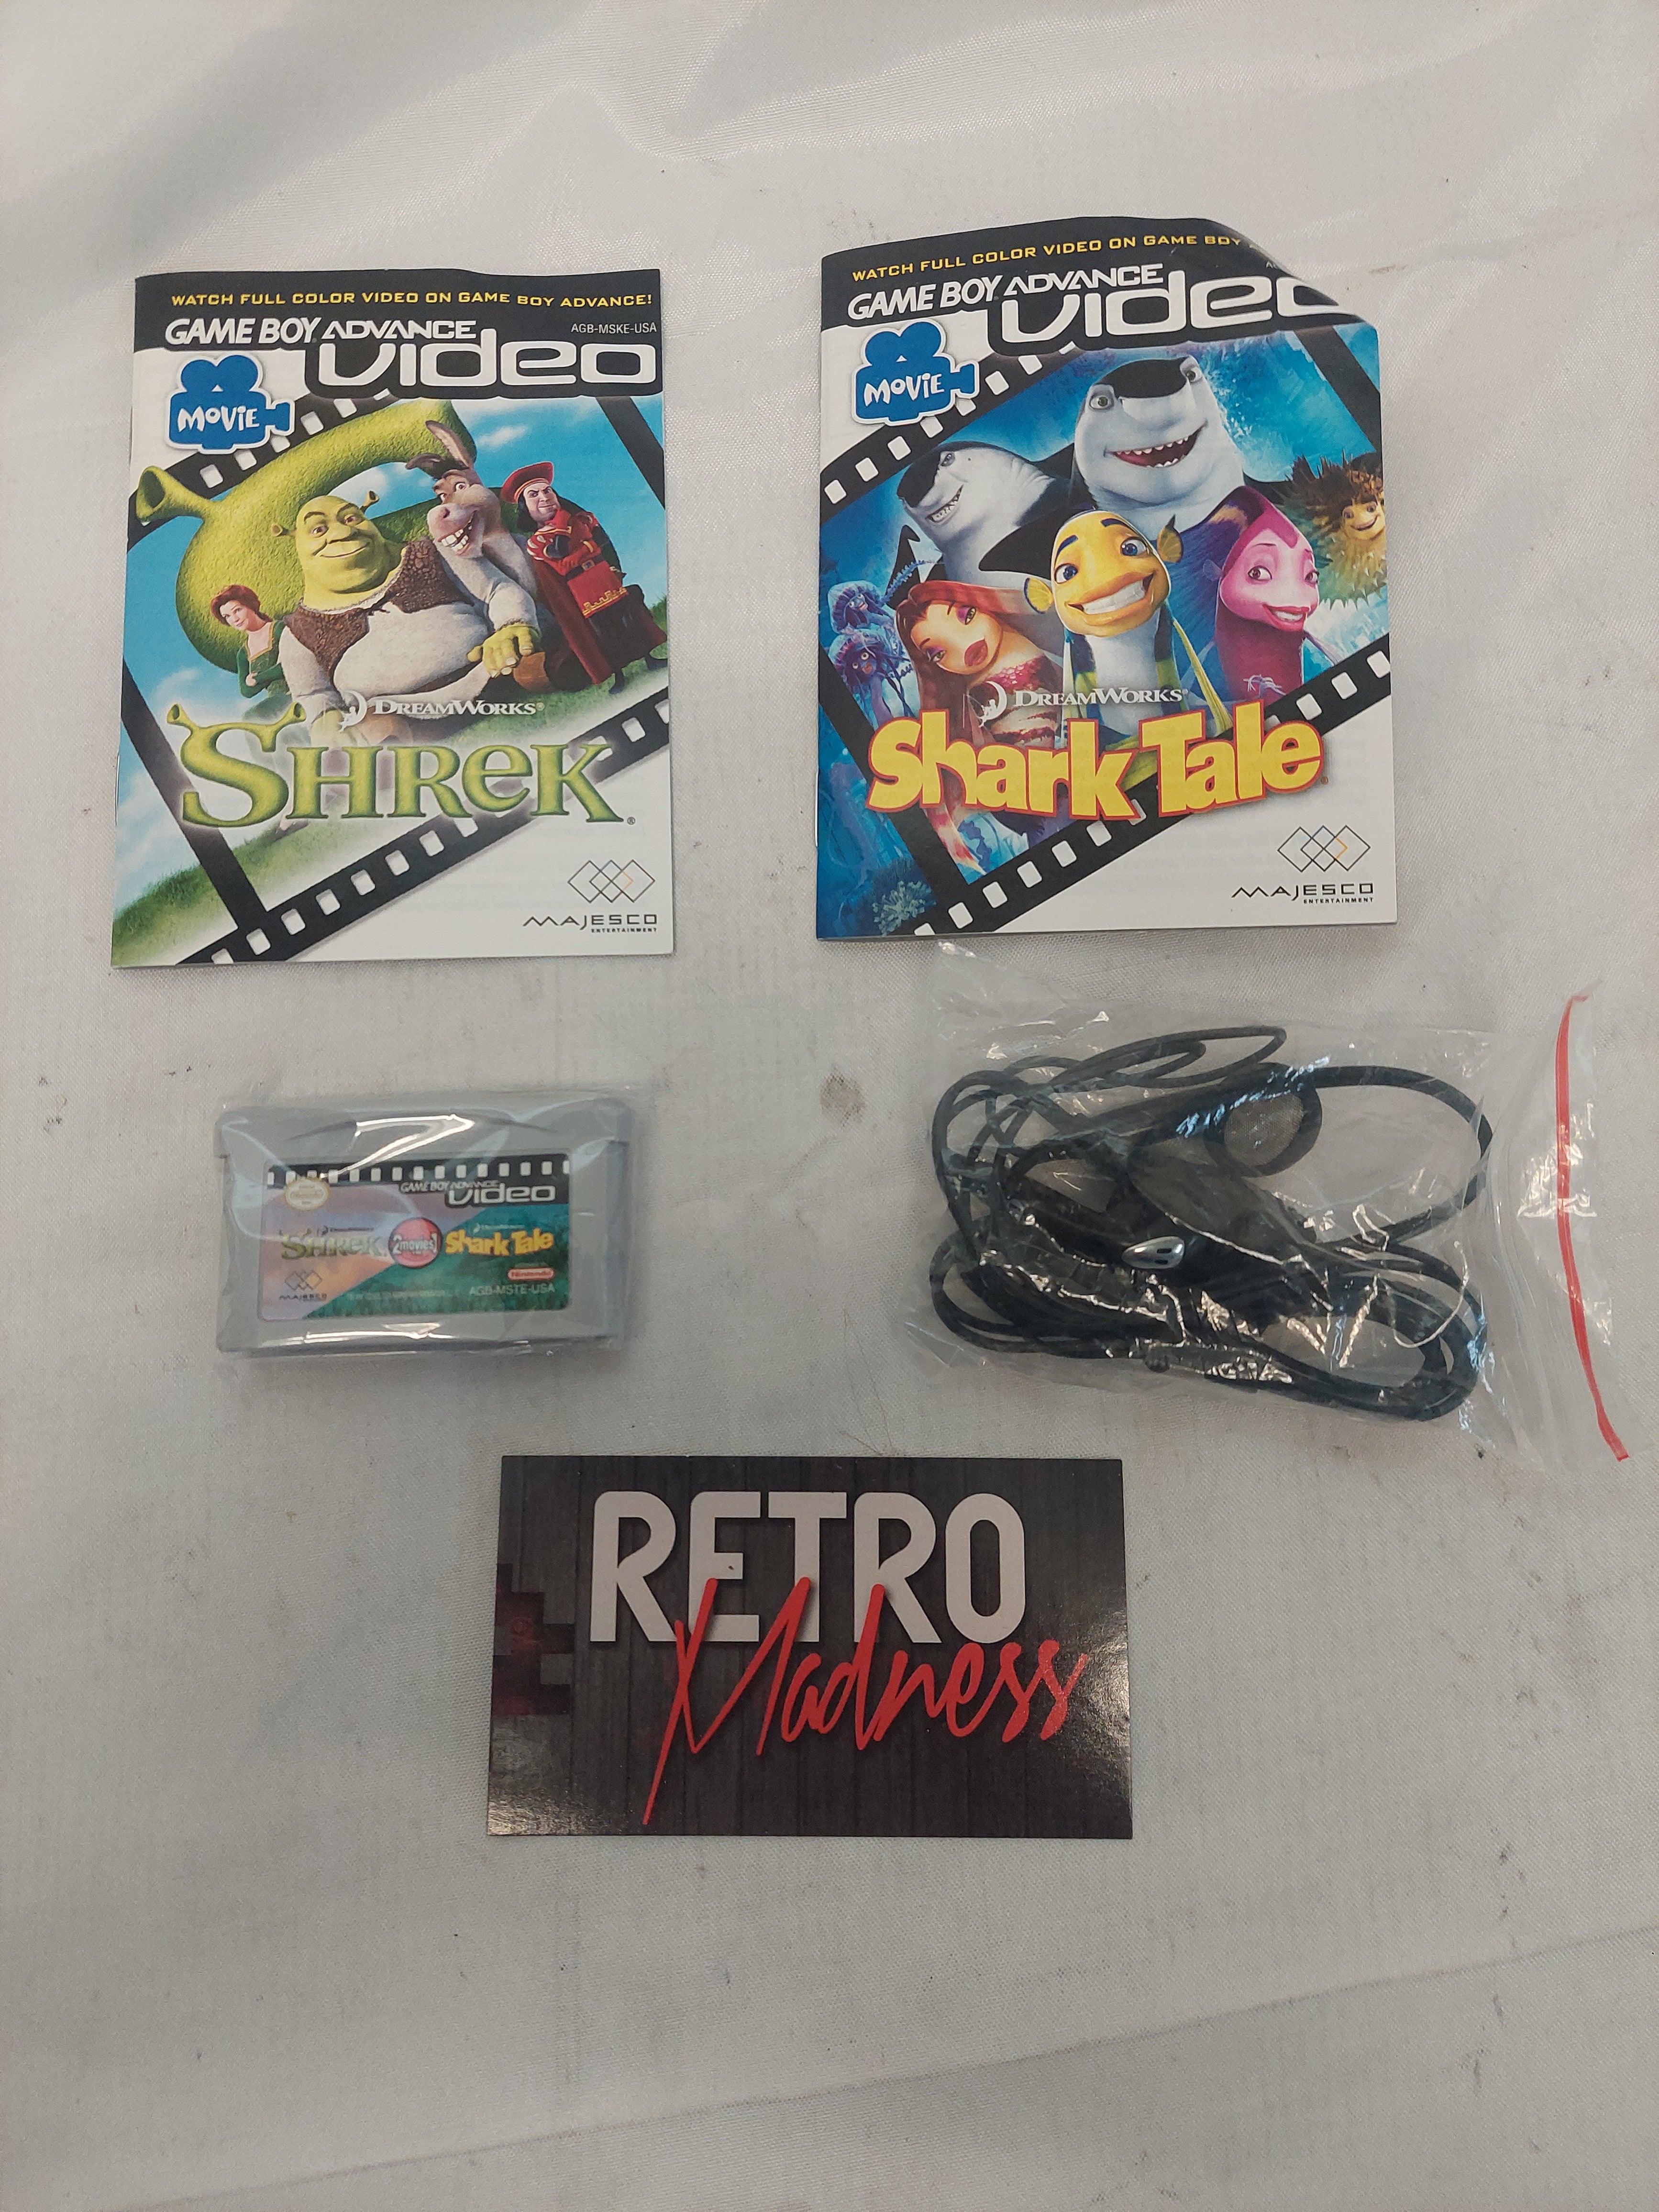 WATCH FULL COLOR VIDEO ON GAME BOY ADVANCE!
GAME BOY ADVANCE
AGB-MSKE-USA
video
MOVIE
DREAMWORKS®
SHREK®
MAJESCO
ENTERTAINMENT
WATCH FULL COLOR VIDEO ON GAME BOY
GAME BOY ADVANCE
video
MOVIE
DREAMWORKS®
Shark Tale®
MAJESCO
ENTERTAINMENT
GAME BOY ADVANCE
video
SHREK
2 movies
Shark Tale
Nintendo
MAJESCO
AGB-MSTE-USA
RETRO
Madness